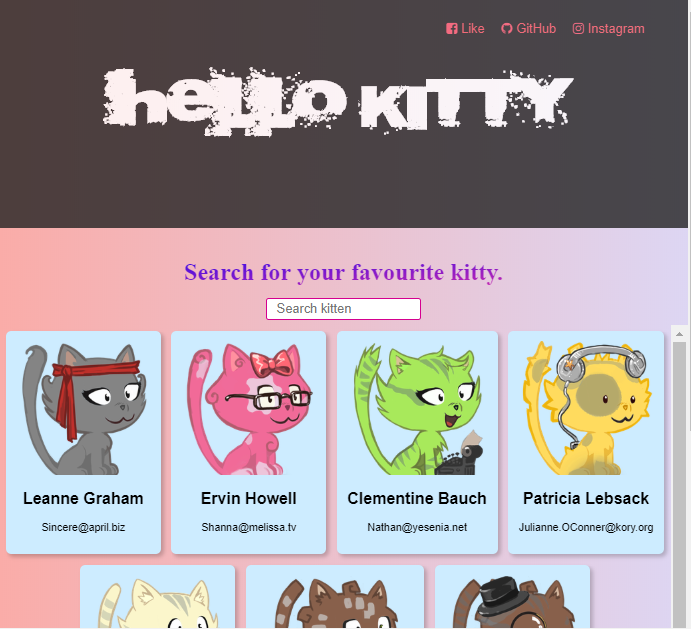 Like GitHub Instagram
HELLO KITTY
Search for your favourite kitty.
Search kitten
Leanne Graham Ervin Howell Clementine Bauch Patricia Lebsack
Sincere@april.biz Shanna@melissa.tv Nathan@yesenia.net Julianne.OConner@kory.org